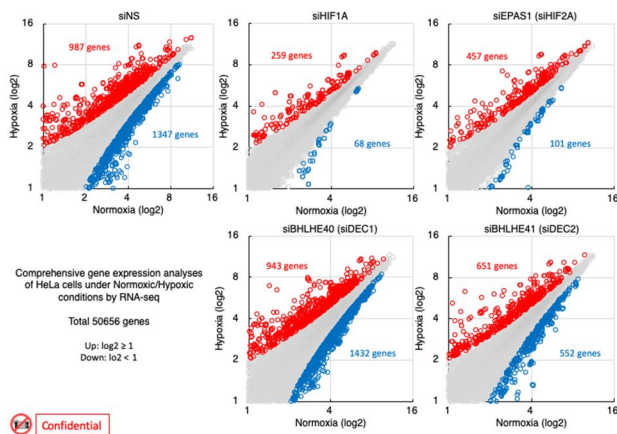 siNS
987 genes
1347 genes
Hypoxia (log2)
16
8
4
2
1
1 2 4 8 16
Normoxia (log2)
siHIF1A
259 genes
68 genes
Hypoxia (log2)
16
8
4
2
1
1 4 16
Normoxia (log2)
siEPAS1 (siHIF2A)
457 genes
101 genes
Hypoxia (log2)
16
8
4
2
1
1 4 16
Normoxia (log2)
Comprehensive gene expression analyses
of HeLa cells under Normoxic/Hypoxic
conditions by RNA-seq
Total 50656 genes
Up: log2 ≥ 1
Down: lo2 < 1
siBHLHE40 (siDEC1)
943 genes
1432 genes
Hypoxia (log2)
16
8
4
2
1
1 4 16
Normoxia (log2)
siBHLHE41 (siDEC2)
651 genes
552 genes
Hypoxia (log2)
16
8
4
2
1
1 4 16
Normoxia (log2)
Confidential